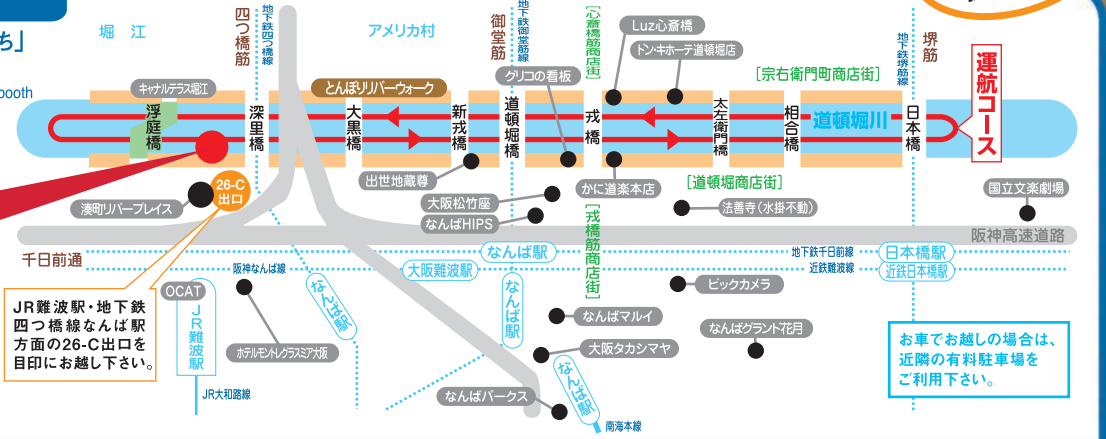 ち」
ooth
堀 江
四つ橋筋
地下鉄四つ橋線
アメリカ村
御堂筋
地下鉄御堂筋線
[心斎橋筋商店街]
Luz心斎橋
ドン・キホーテ道頓堀店
[宗右衛門町商店街]
地下鉄堺筋線
堺筋
運航コース
キャナルテラス堀江
とんぼりリバーウォーク
グリコの看板
浮庭橋
深里橋
大黒橋
新戎橋
道頓堀橋
戎橋
太左衛門橋
相合橋
道頓堀川
日本橋
湊町リバープレイス
26-C
出口
出世地蔵尊
大阪松竹座
なんばHIPS
かに道楽本店
[道頓堀商店街]
法善寺(水掛不動)
国立文楽劇場
[戎橋筋商店街]
阪神高速道路
千日前通
なんば駅
地下鉄千日前線
日本橋駅
阪神なんば線
大阪難波駅
近鉄難波線
近鉄日本橋駅
JR難波駅・地下鉄
四つ橋線なんば駅
方面の26-C出口を
目印にお越し下さい。
OCAT
JR難波駅
JR大和路線
ホテルモントレグラスミア大阪
なんば駅
なんば駅
ビックカメラ
なんばマルイ
なんばグランド花月
大阪タカシマヤ
なんばパークス
なんば駅
南海本線
お車でお越しの場合は、
近隣の有料駐車場を
ご利用下さい。